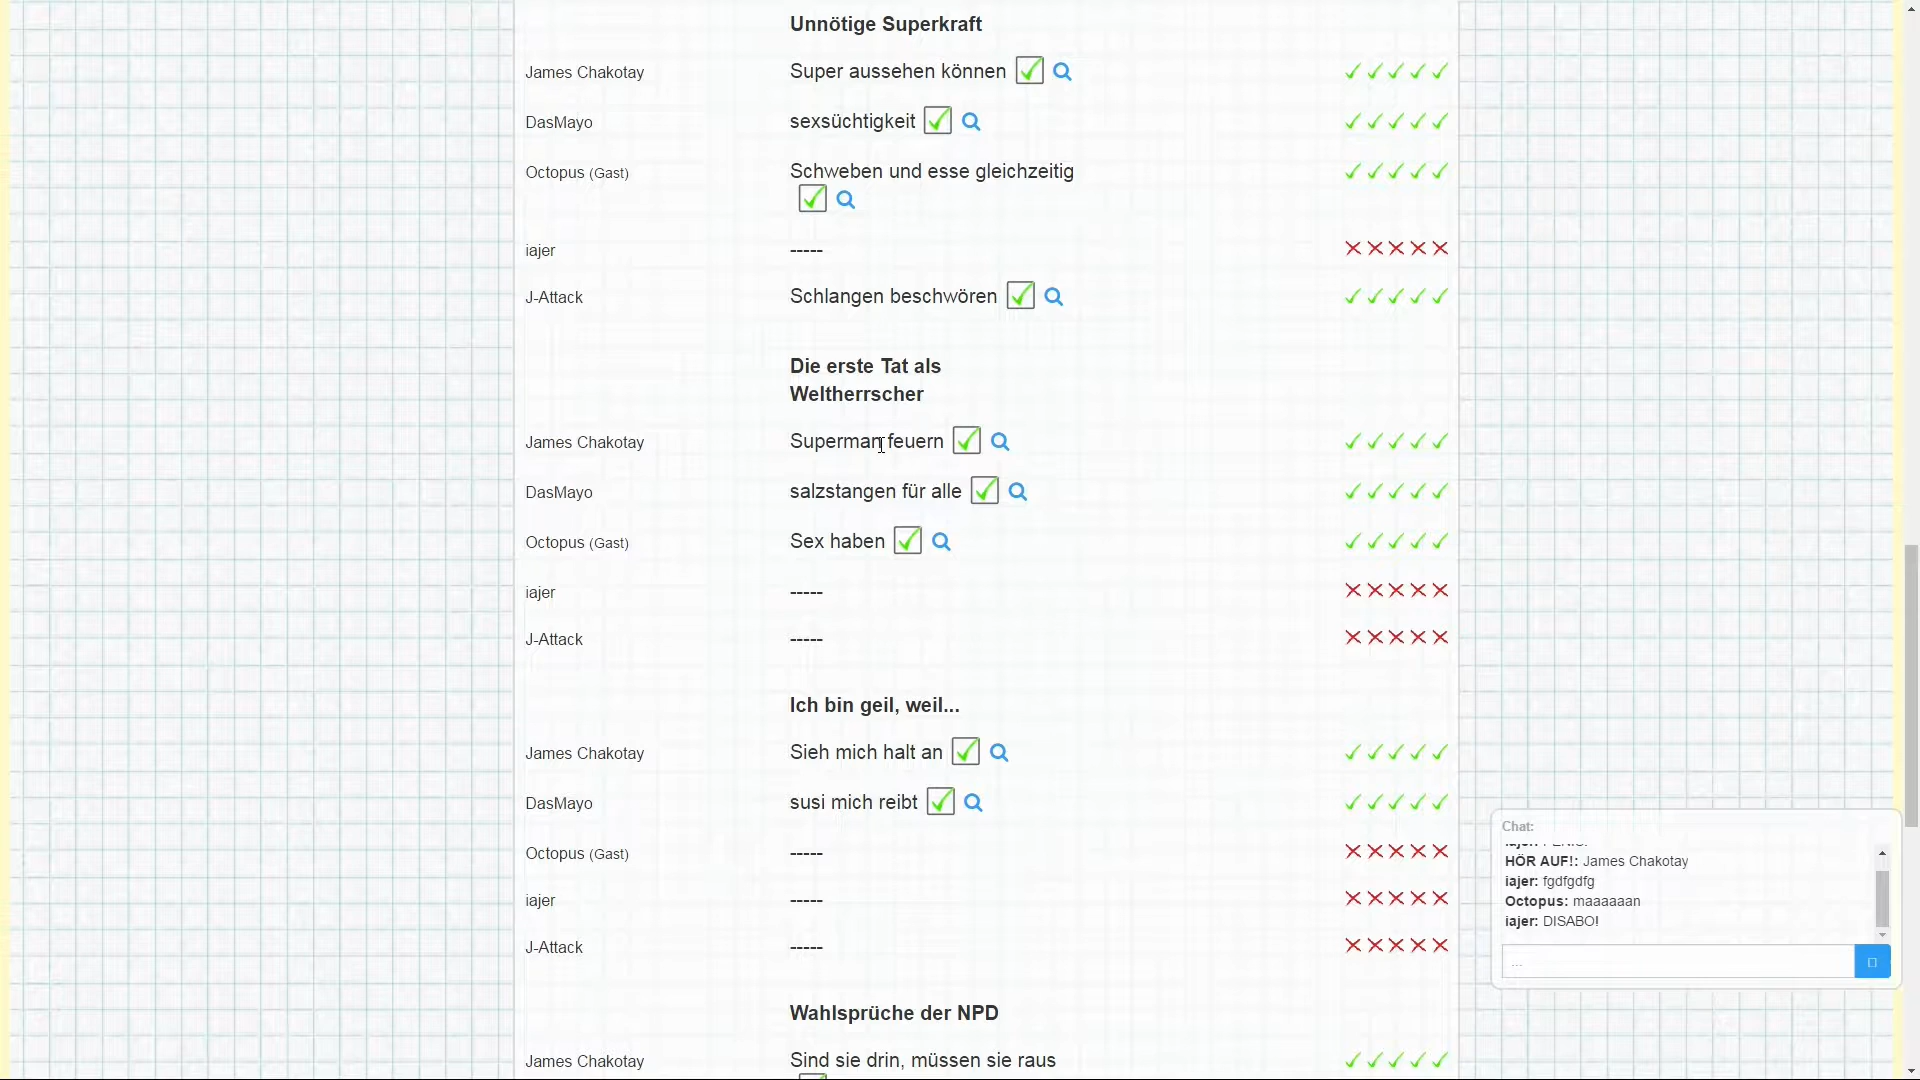 Unnötige Superkraft
James Chakotay Super aussehen können
DasMayo sexsüchtigkeit
Octopus (Gast) Schweben und esse gleichzeitig
iajer -----
J-Attack Schlangen beschwören
Die erste Tat als
Weltherrscher
James Chakotay Superman feuern
DasMayo salzstangen für alle
Octopus (Gast) Sex haben
iajer -----
J-Attack -----
Ich bin geil, weil...
James Chakotay Sieh mich halt an
DasMayo susi mich reibt
Octopus (Gast) -----
iajer -----
J-Attack -----
Wahlsprüche der NPD
James Chakotay Sind sie drin, müssen sie raus
Chat:
HÖR AUF!: James Chakotay
iajer: fgdfgdfg
Octopus: maaaaaan
iajer: DISABO!
...